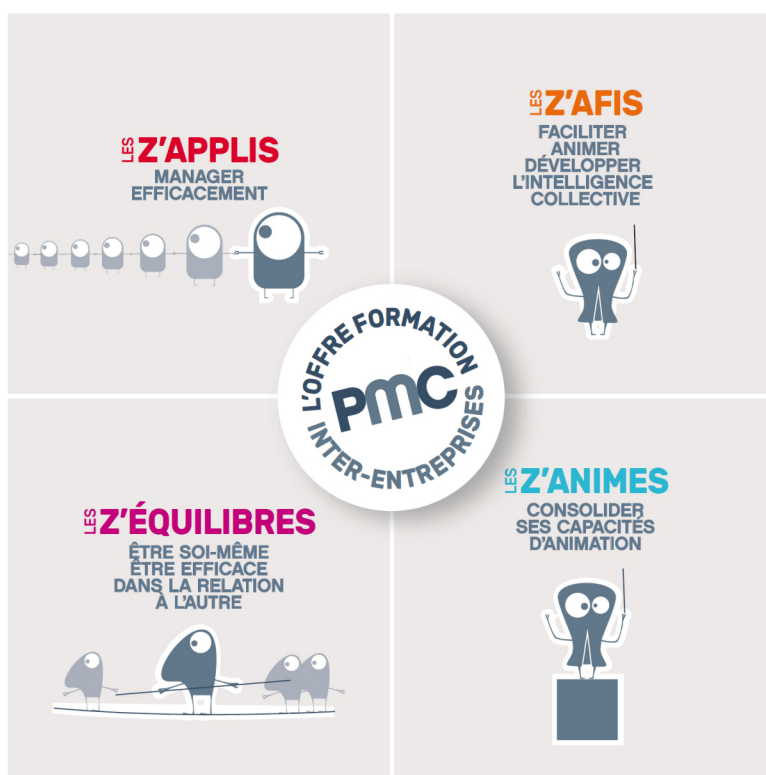 LES Z'APPLIS
MANAGER
EFFICACEMENT
LES Z'AFIS
FACILITER
ANIMER
DÉVELOPPER
L'INTELLIGENCE
COLLECTIVE
L'OFFRE FORMATION
PMC
INTER-ENTREPRISES
LES Z'ÉQUILIBRES
ÊTRE SOI-MÊME
ÊTRE EFFICACE
DANS LA RELATION
À L'AUTRE
LES Z'ANIMES
CONSOLIDER
SES CAPACITÉS
D'ANIMATION